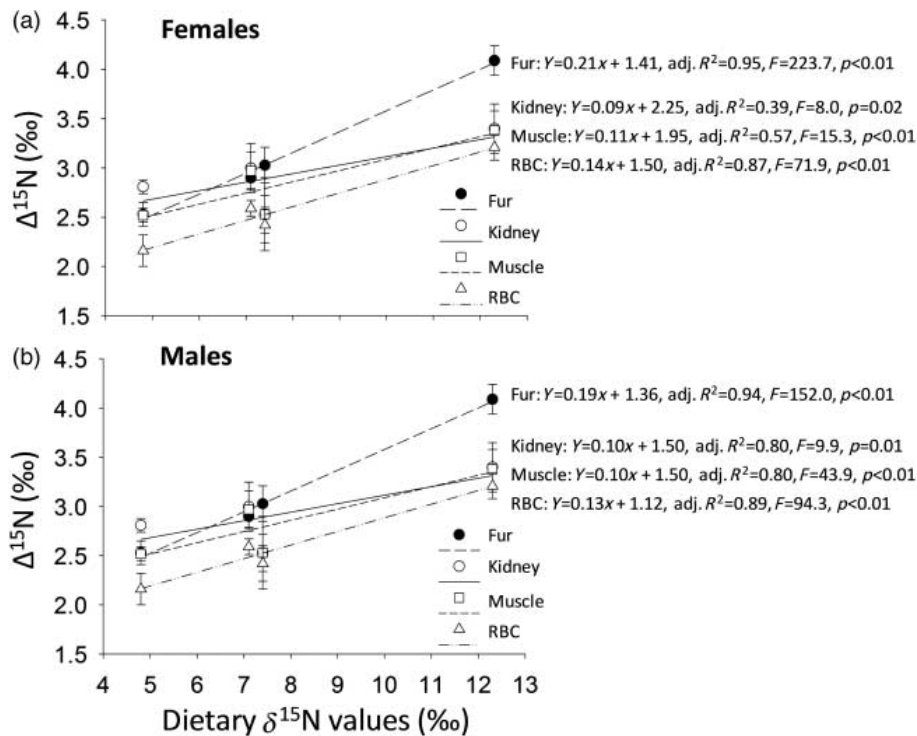 (a)
Females
4.5
4.0
3.5
3.0
2.5
2.0
1.5
Δ¹⁵N (‰)
Fur: Y=0.21x + 1.41, adj. R²=0.95, F=223.7, p<0.01
Kidney: Y=0.09x + 2.25, adj. R²=0.39, F=8.0, p=0.02
Muscle: Y=0.11x + 1.95, adj. R²=0.57, F=15.3, p<0.01
RBC: Y=0.14x + 1.50, adj. R²=0.87, F=71.9, p<0.01
Fur
Kidney
Muscle
RBC
(b)
Males
4.5
4.0
3.5
3.0
2.5
2.0
1.5
Δ¹⁵N (‰)
Fur: Y=0.19x + 1.36, adj. R²=0.94, F=152.0, p<0.01
Kidney: Y=0.10x + 1.50, adj. R²=0.80, F=9.9, p=0.01
Muscle: Y=0.10x + 1.50, adj. R²=0.80, F=43.9, p<0.01
RBC: Y=0.13x + 1.12, adj. R²=0.89, F=94.3, p<0.01
Fur
Kidney
Muscle
RBC
4 5 6 7 8 9 10 11 12 13
Dietary δ¹⁵N values (‰)